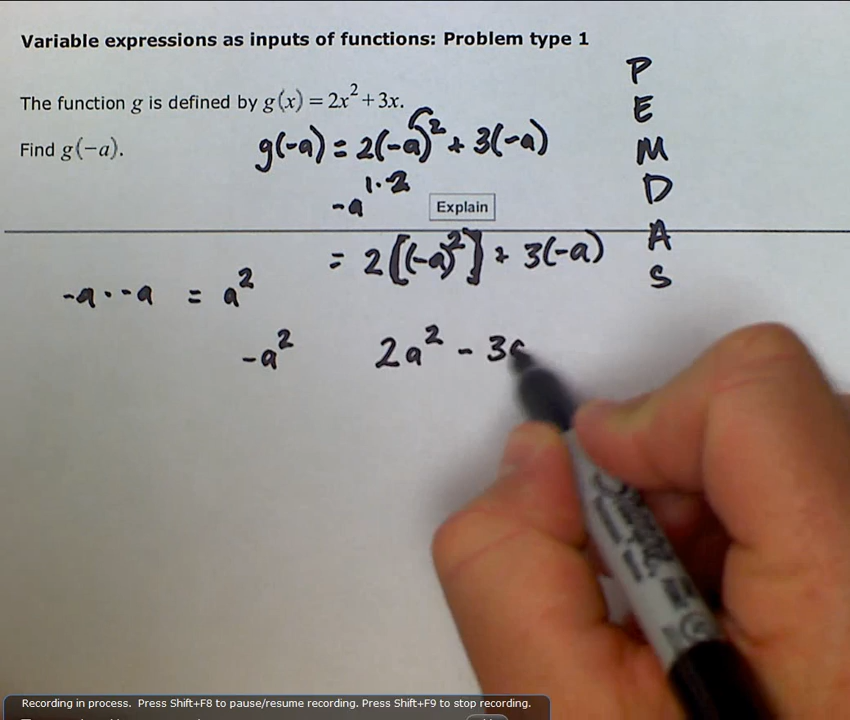 Variable expressions as inputs of functions: Problem type 1
P
E
M
D
A
S
The function g is defined by g(x) = 2x² + 3x.
Find g(−a).
g(-a) = 2(-a)² + 3(-a)
-a^1·2
Explain
= 2[(-a)²] + 3(-a)
-a · -a = a²
-a² 2a² - 3a
Sharpie
Recording in process. Press Shift+F8 to pause/resume recording. Press Shift+F9 to stop recording.